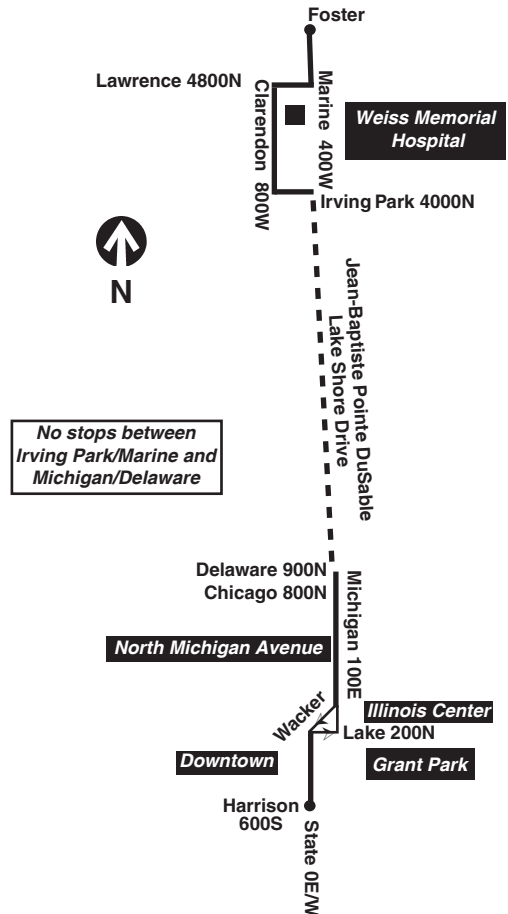 Foster
Lawrence 4800N
Marine 400W
Clarendon 800W
Weiss Memorial
Hospital
Irving Park 4000N
N
Jean-Baptiste Pointe DuSable
Lake Shore Drive
No stops between
Irving Park/Marine and
Michigan/Delaware
Delaware 900N
Chicago 800N
Michigan 100E
North Michigan Avenue
Wacker
Illinois Center
Lake 200N
Downtown
Grant Park
Harrison
600S
State 0E/W